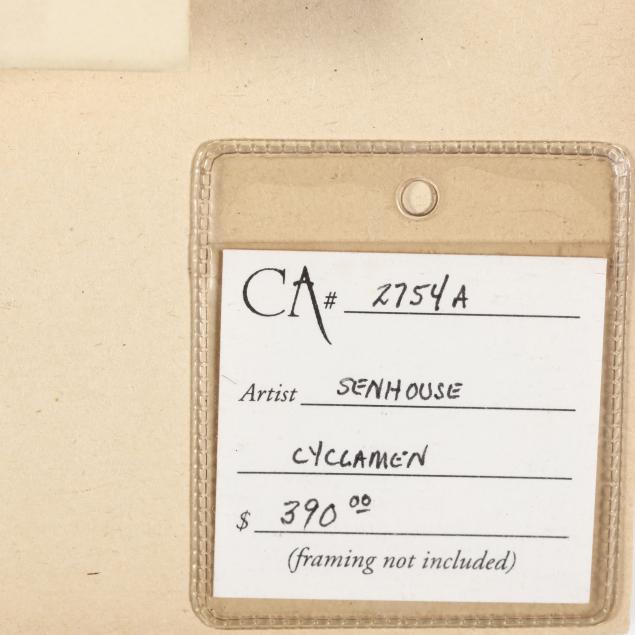 CA# 2754A
Artist SENHOUSE
CYCLAMEN
$ 390 00
(framing not included)